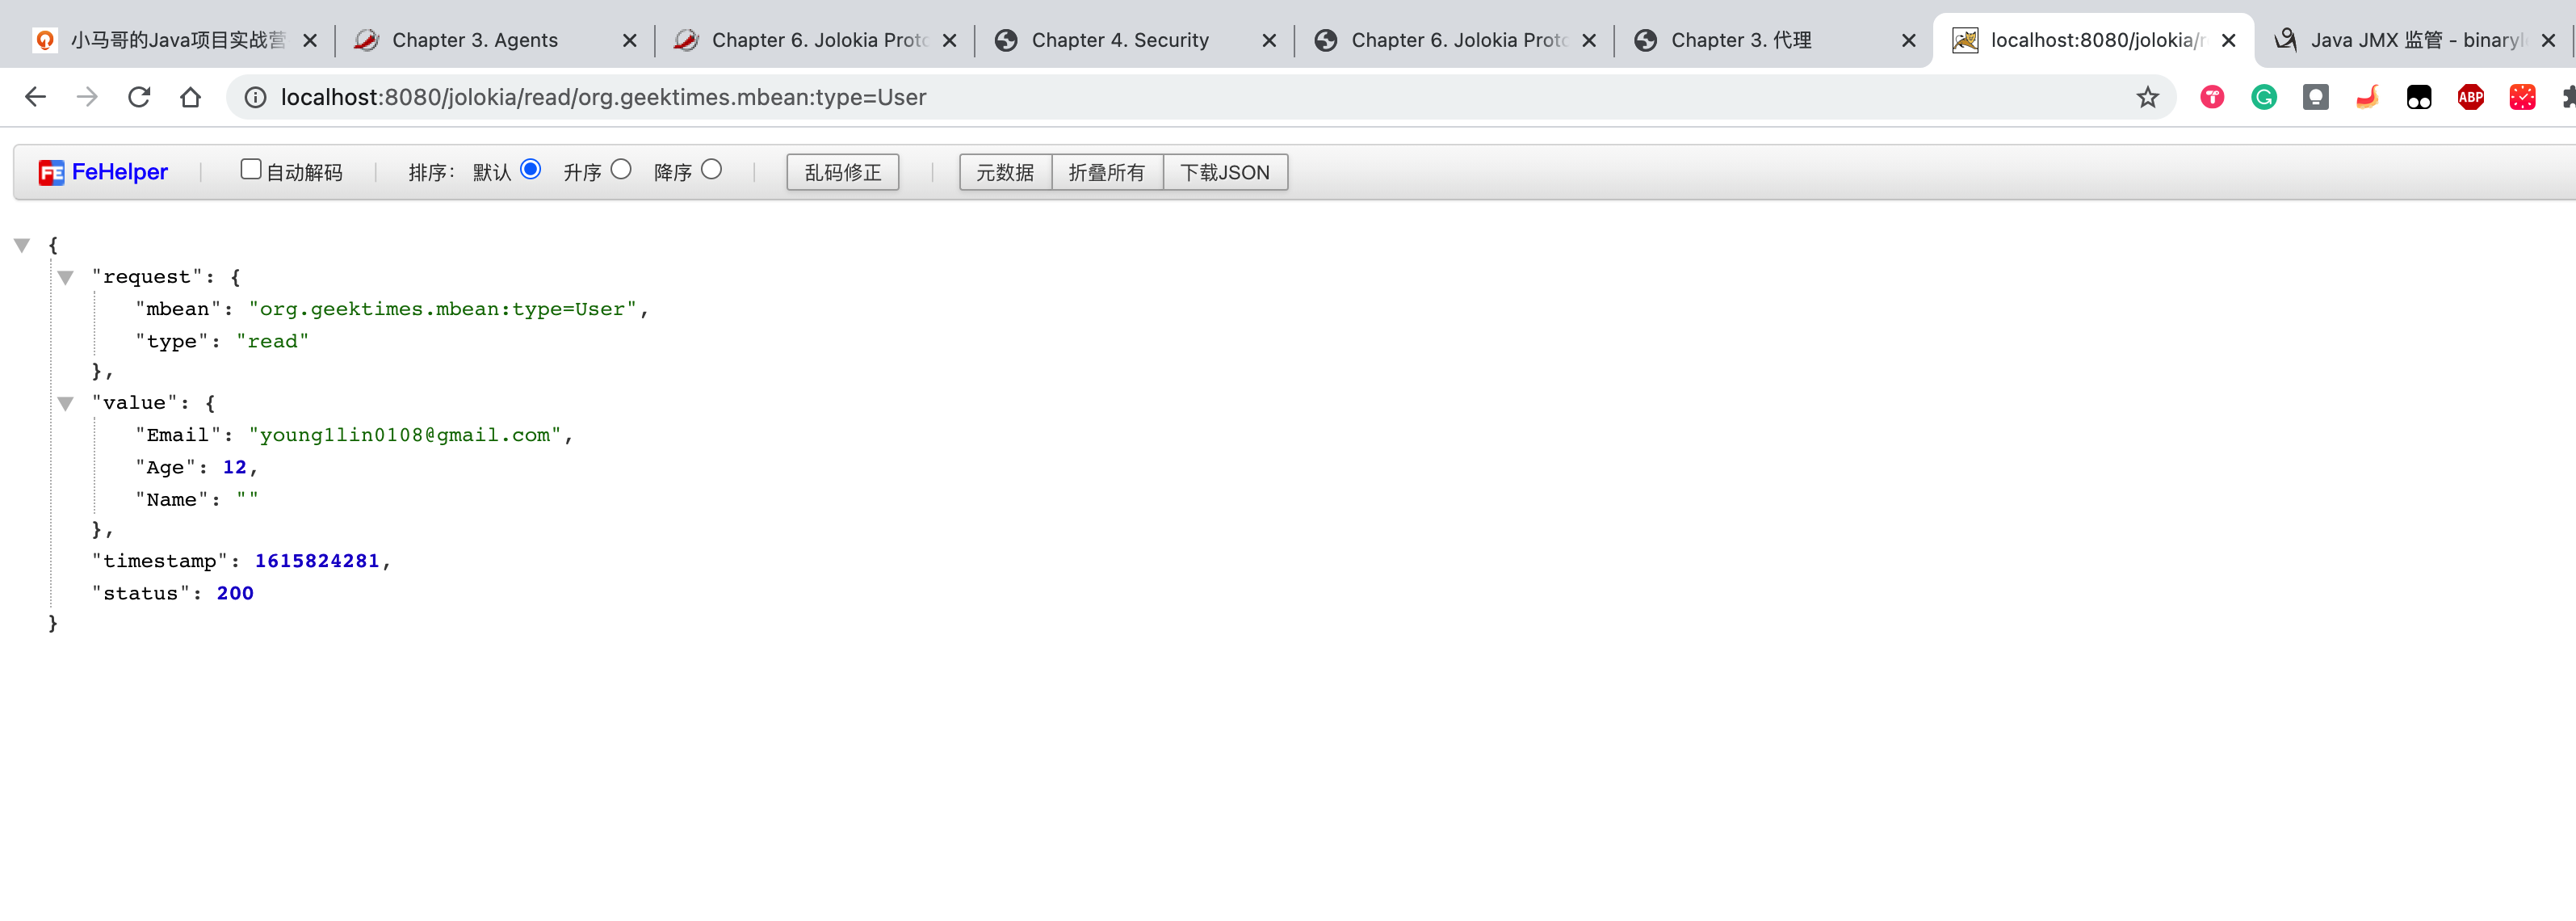 小马哥的Java项目实战营
Chapter 3. Agents
Chapter 6. Jolokia Proto
Chapter 4. Security
Chapter 6. Jolokia Proto
Chapter 3. 代理
localhost:8080/jolokia/r
Java JMX 监管 - binaryl
localhost:8080/jolokia/read/org.geektimes.mbean:type=User
ABP
FE FeHelper 自动解码 排序: 默认 升序 降序 乱码修正 元数据 折叠所有 下载JSON
{
"request": {
"mbean": "org.geektimes.mbean:type=User",
"type": "read"
},
"value": {
"Email": "young1lin0108@gmail.com",
"Age": 12,
"Name": ""
},
"timestamp": 1615824281,
"status": 200
}